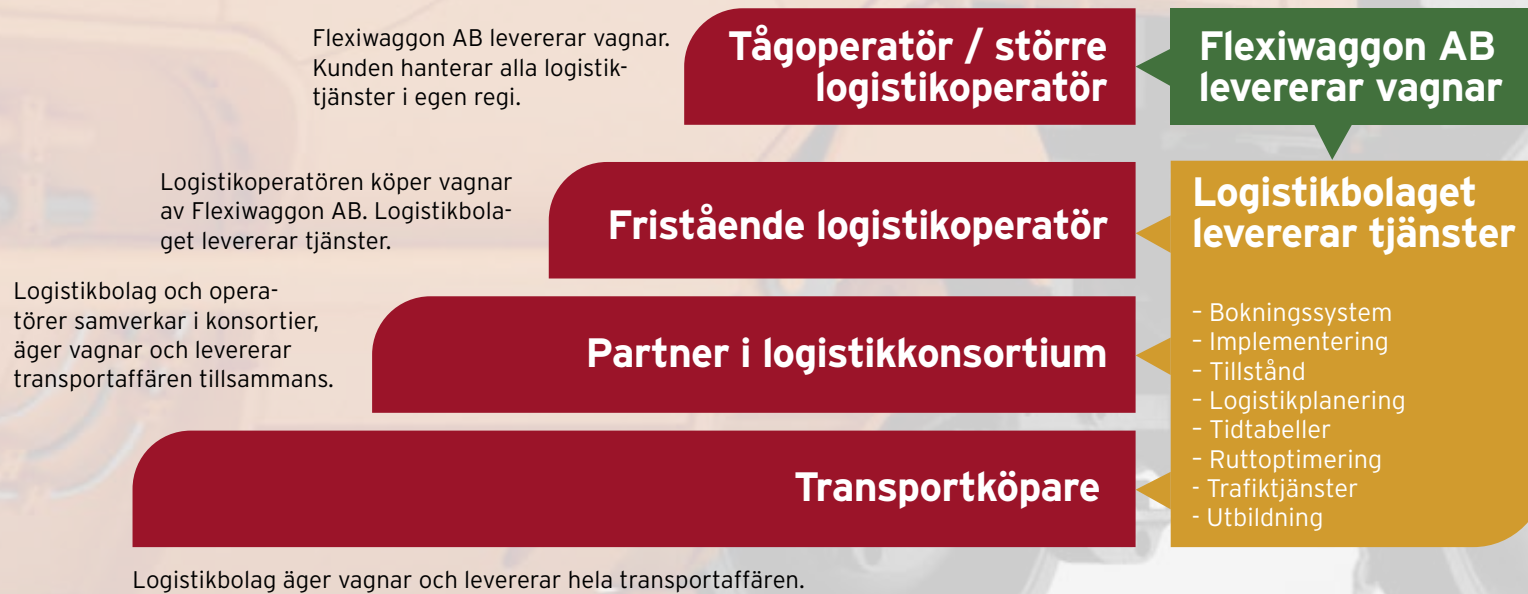 Flexiwaggon AB levererar vagnar.
Kunden hanterar alla logistik-
tjänster i egen regi.
Tågoperatör / större
logistikoperatör
Flexiwaggon AB
levererar vagnar
Logistikoperatören köper vagnar
av Flexiwaggon AB. Logistikbola-
get levererar tjänster.
Fristående logistikoperatör
Logistikbolaget
levererar tjänster
Logistikbolag och opera-
törer samverkar i konsortier,
äger vagnar och levererar
transportaffären tillsammans.
Partner i logistikkonsortium
– Bokningssystem
– Implementering
– Tillstånd
– Logistikplanering
– Tidtabeller
– Ruttoptimering
- Trafiktjänster
- Utbildning
Transportköpare
Logistikbolag äger vagnar och levererar hela transportaffären.